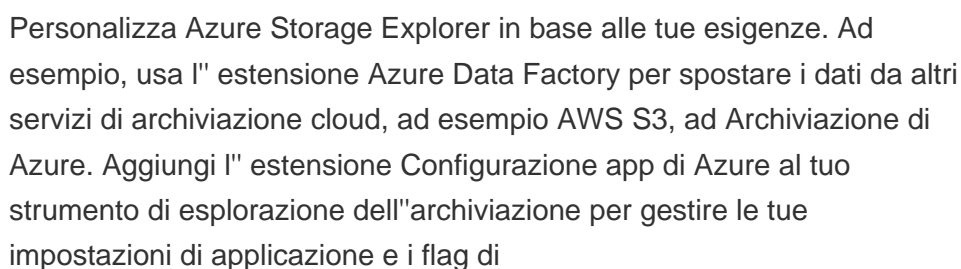 Personalizza Azure Storage Explorer in base alle tue esigenze. Ad
esempio, usa l'' estensione Azure Data Factory per spostare i dati da altri
servizi di archiviazione cloud, ad esempio AWS S3, ad Archiviazione di
Azure. Aggiungi l'' estensione Configurazione app di Azure al tuo
strumento di esplorazione dell''archiviazione per gestire le tue
impostazioni di applicazione e i flag di